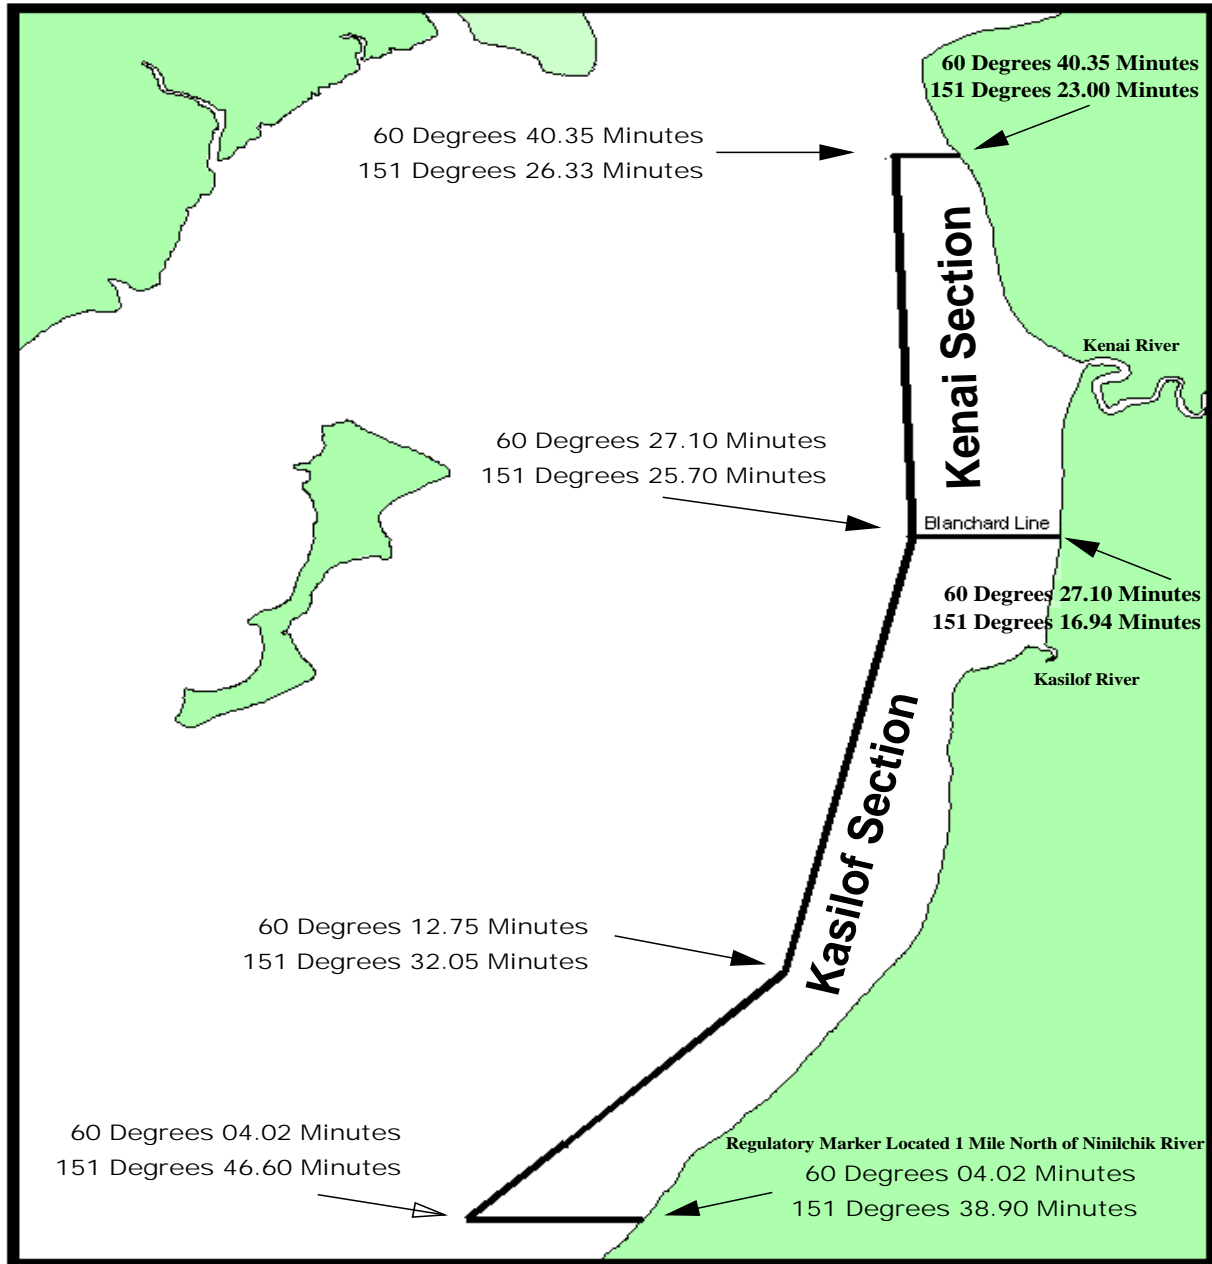 60 Degrees 40.35 Minutes
151 Degrees 23.00 Minutes
60 Degrees 40.35 Minutes
151 Degrees 26.33 Minutes
Kenai Section
Kenai River
60 Degrees 27.10 Minutes
151 Degrees 25.70 Minutes
Blanchard Line
60 Degrees 27.10 Minutes
151 Degrees 16.94 Minutes
Kasilof River
Kasilof Section
60 Degrees 12.75 Minutes
151 Degrees 32.05 Minutes
60 Degrees 04.02 Minutes
151 Degrees 46.60 Minutes
Regulatory Marker Located 1 Mile North of Ninilchik River
60 Degrees 04.02 Minutes
151 Degrees 38.90 Minutes